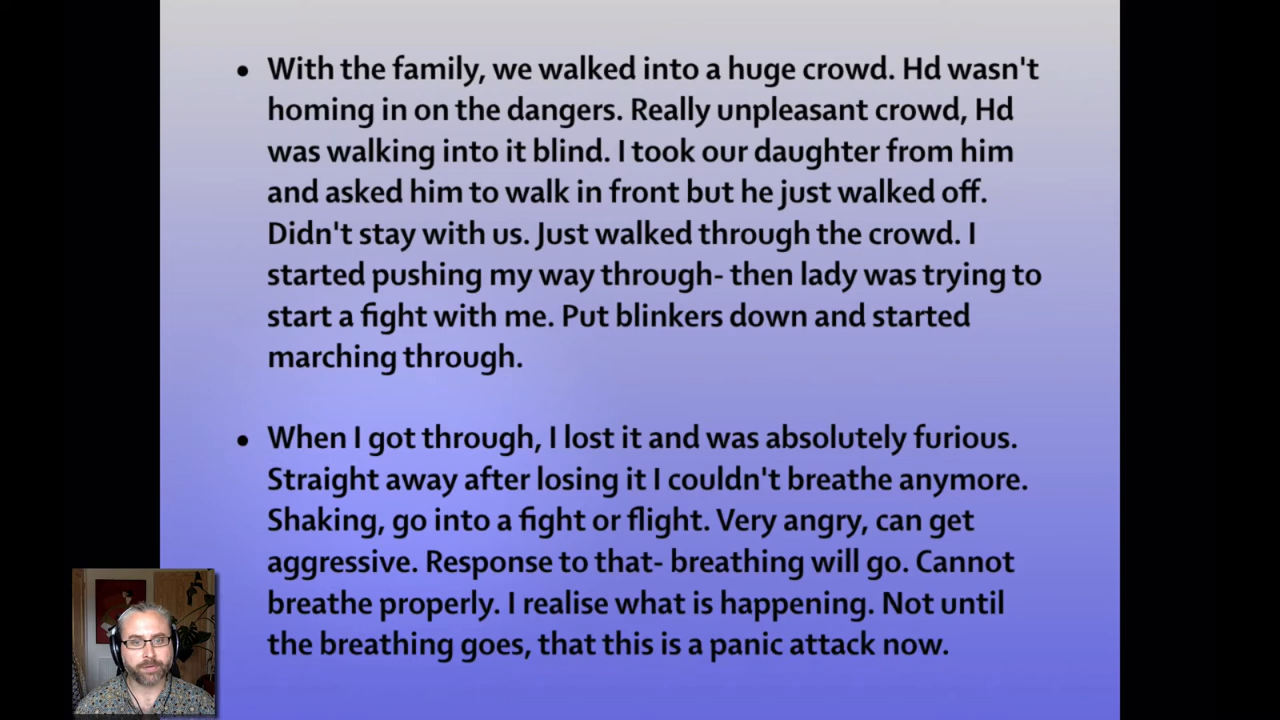 • With the family, we walked into a huge crowd. Hd wasn't
homing in on the dangers. Really unpleasant crowd, Hd
was walking into it blind. I took our daughter from him
and asked him to walk in front but he just walked off.
Didn't stay with us. Just walked through the crowd. I
started pushing my way through- then lady was trying to
start a fight with me. Put blinkers down and started
marching through.
• When I got through, I lost it and was absolutely furious.
Straight away after losing it I couldn't breathe anymore.
Shaking, go into a fight or flight. Very angry, can get
aggressive. Response to that- breathing will go. Cannot
breathe properly. I realise what is happening. Not until
the breathing goes, that this is a panic attack now.